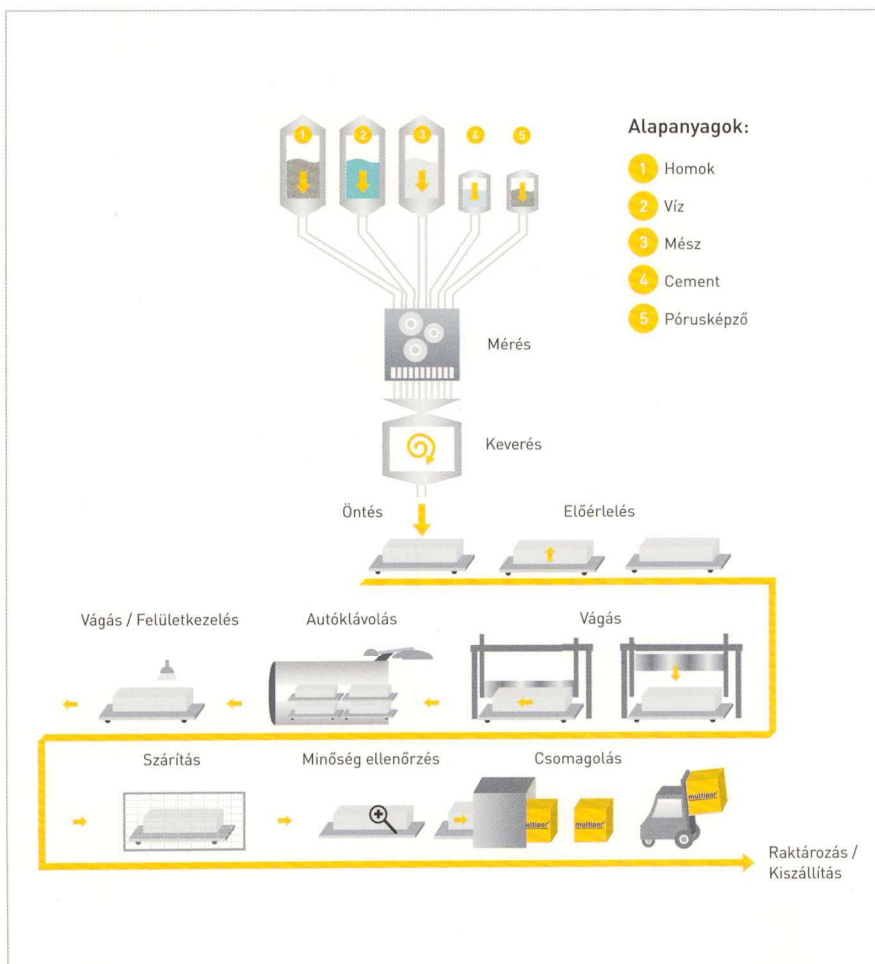 1
2
3
4
5
Alapanyagok:
1 Homok
2 Víz
3 Mész
4 Cement
5 Pórusképző
Mérés
Keverés
Öntés
Előérlelés
Vágás / Felületkezelés
Autóklávolás
Vágás
Szárítás
Minőség ellenőrzés
Csomagolás
multipor
multipor
multipor
Raktározás /
Kiszállítás